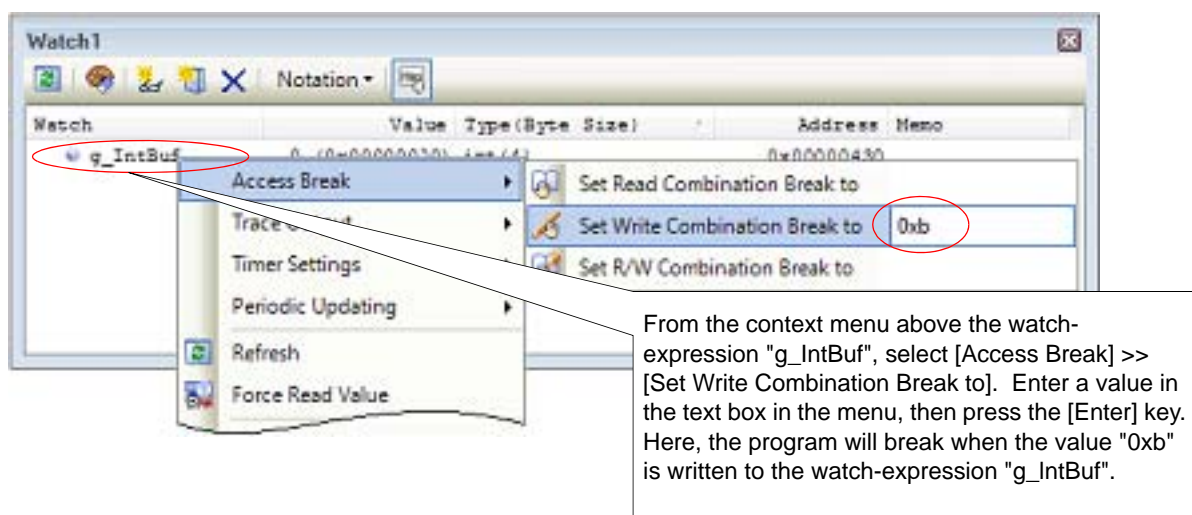 Watch1
Notation
Watch Value Type(Byte Size) Address Memo
g_IntBuf 0 int(4) 0x00000430
Access Break
Set Read Combination Break to
Set Write Combination Break to 0xb
Timer Settings
Set R/W Combination Break to
Periodic Updating
Refresh
Force Read Value
From the context menu above the watch-
expression "g_IntBuf", select [Access Break] >>
[Set Write Combination Break to].  Enter a value in
the text box in the menu, then press the [Enter] key.
Here, the program will break when the value "0xb"
is written to the watch-expression "g_IntBuf".